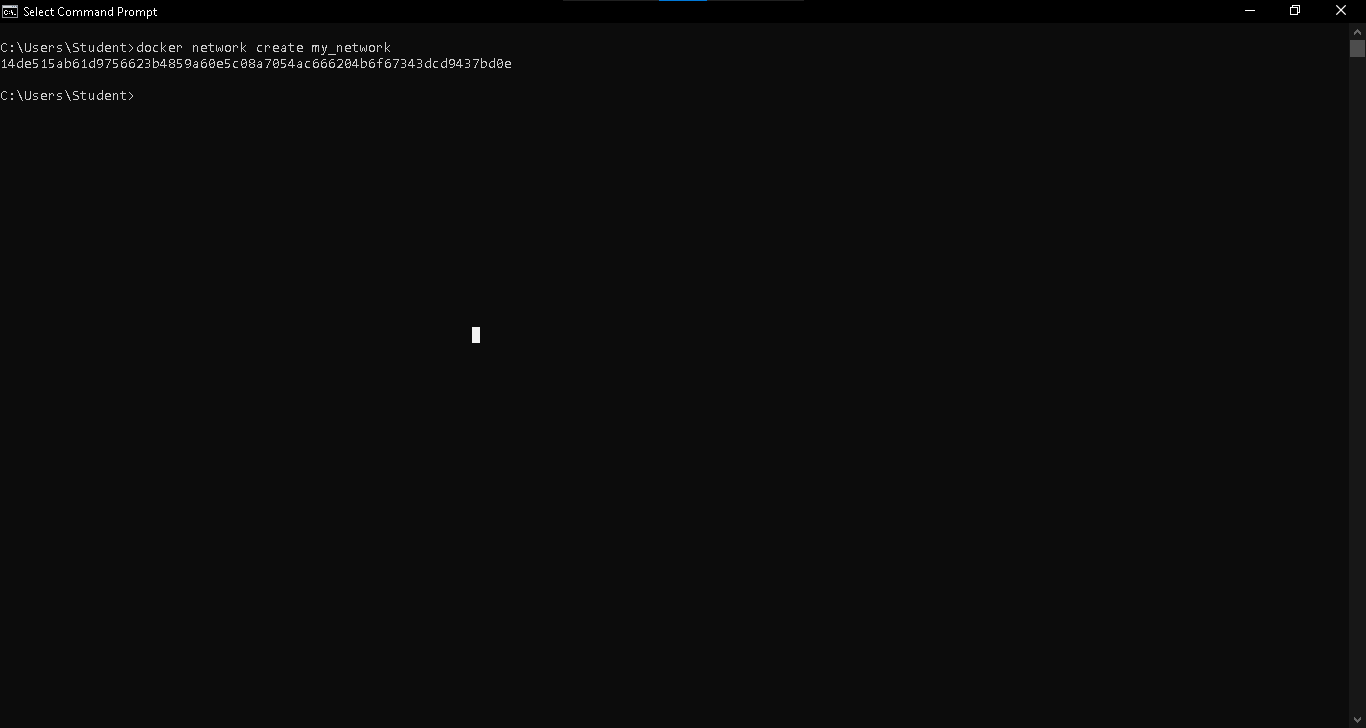 Select Command Prompt
C:\Users\Student>docker network create my_network
14de515ab61d9756623b4859a60e5c08a7054ac666204b6f67343dcd9437bd0e
C:\Users\Student>